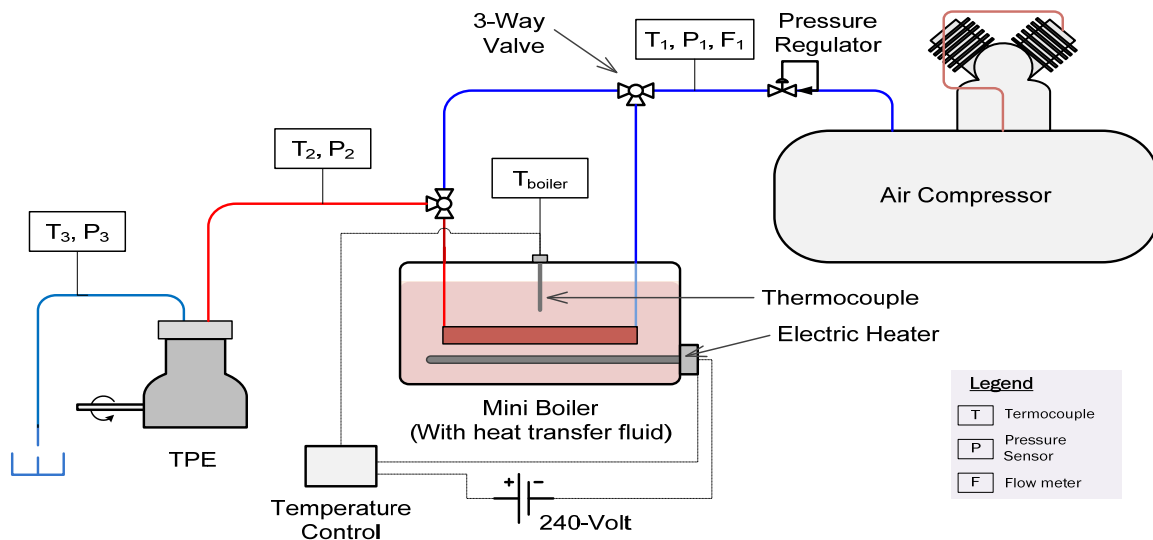 3-Way
Valve
T1, P1, F1
Pressure
Regulator
T2, P2
Tboiler
Air Compressor
T3, P3
Thermocouple
Electric Heater
Mini Boiler
(With heat transfer fluid)
TPE
+ −
240-Volt
Temperature
Control
Legend
T Termocouple
P Pressure
Sensor
F Flow meter